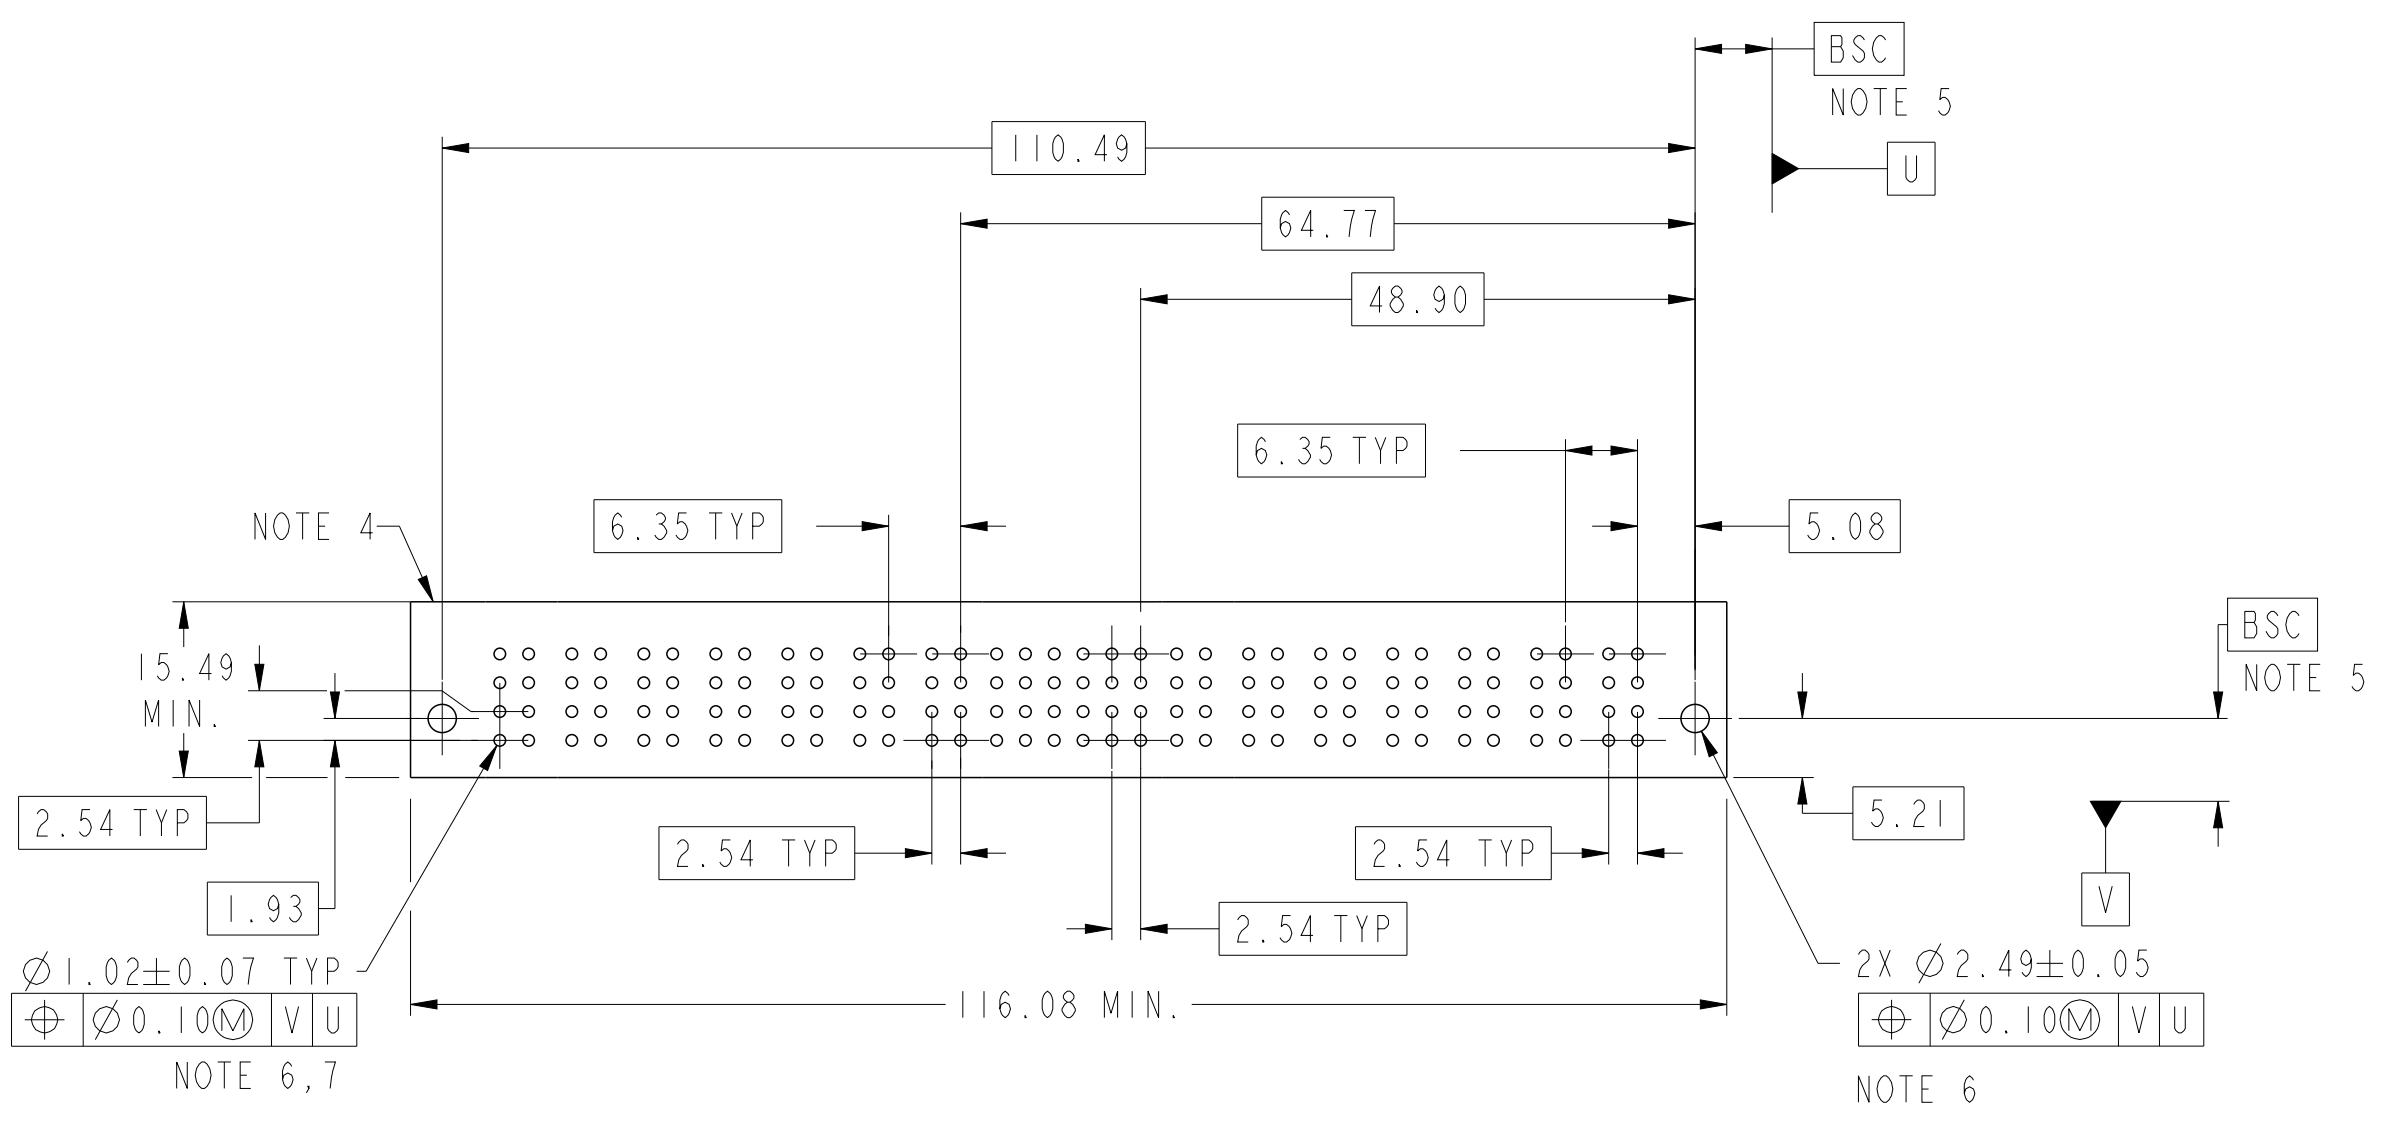 BSC
NOTE 5
110.49
U
64.77
48.90
6.35 TYP
6.35 TYP
5.08
NOTE 4
BSC
NOTE 5
15.49
MIN.
2.54 TYP
2.54 TYP
2.54 TYP
5.21
1.93
V
2.54 TYP
Ø1.02±0.07 TYP
⌖ Ø0.10Ⓜ V U
NOTE 6,7
116.08 MIN.
2X Ø2.49±0.05
⌖ Ø0.10Ⓜ V U
NOTE 6